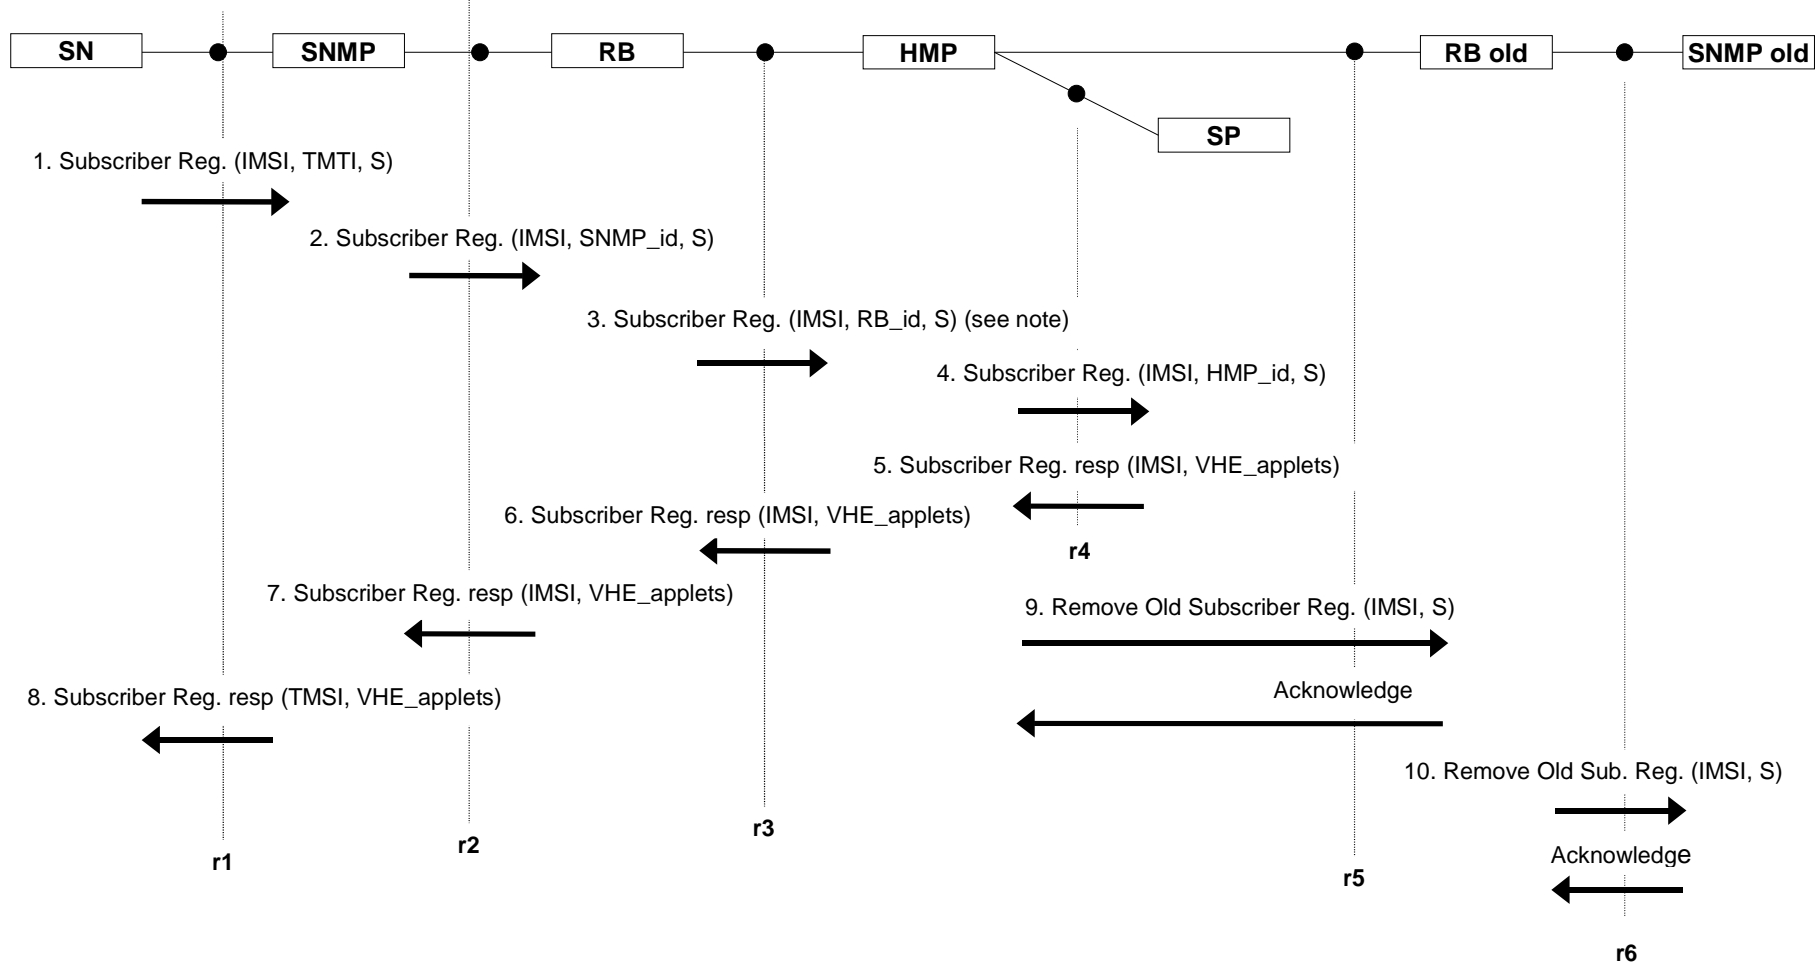 SN
SNMP
RB
HMP
RB old
SNMP old
SP
1. Subscriber Reg. (IMSI, TMTI, S)
2. Subscriber Reg. (IMSI, SNMP_id, S)
3. Subscriber Reg. (IMSI, RB_id, S) (see note)
4. Subscriber Reg. (IMSI, HMP_id, S)
5. Subscriber Reg. resp (IMSI, VHE_applets)
6. Subscriber Reg. resp (IMSI, VHE_applets)
r4
7. Subscriber Reg. resp (IMSI, VHE_applets)
9. Remove Old Subscriber Reg. (IMSI, S)
8. Subscriber Reg. resp (TMSI, VHE_applets)
Acknowledge
10. Remove Old Sub. Reg. (IMSI, S)
r3
r2
r1
Acknowledge
r5
r6